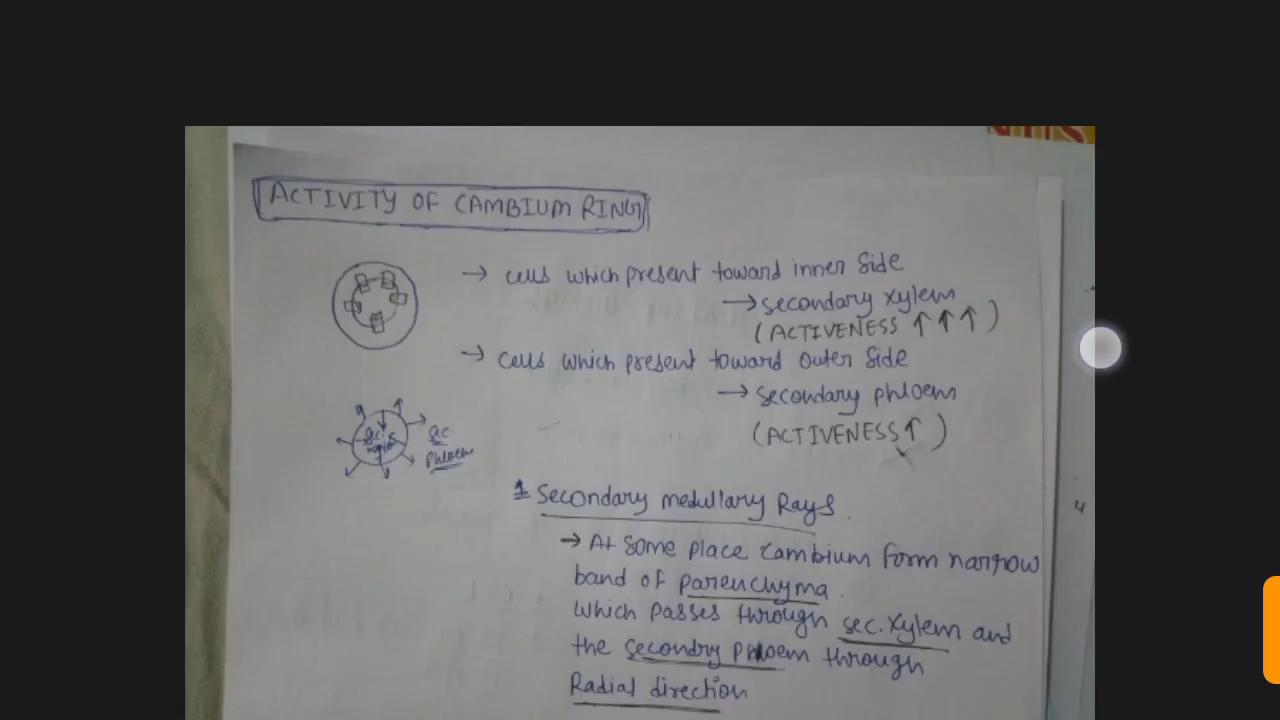 ACTIVITY OF CAMBIUM RING
→ cells which present toward inner side
→ secondary xylem
(ACTIVENESS ↑ ↑ ↑ )
→ cells which present toward outer side
→ secondary phloem
(ACTIVENESS ↑ )
sc
phloem
Secondary medullary Rays.
→ At some place cambium form narrow
band of parenchyma.
which passes through sec. xylem and
the secondry phloem through
Radial direction
4